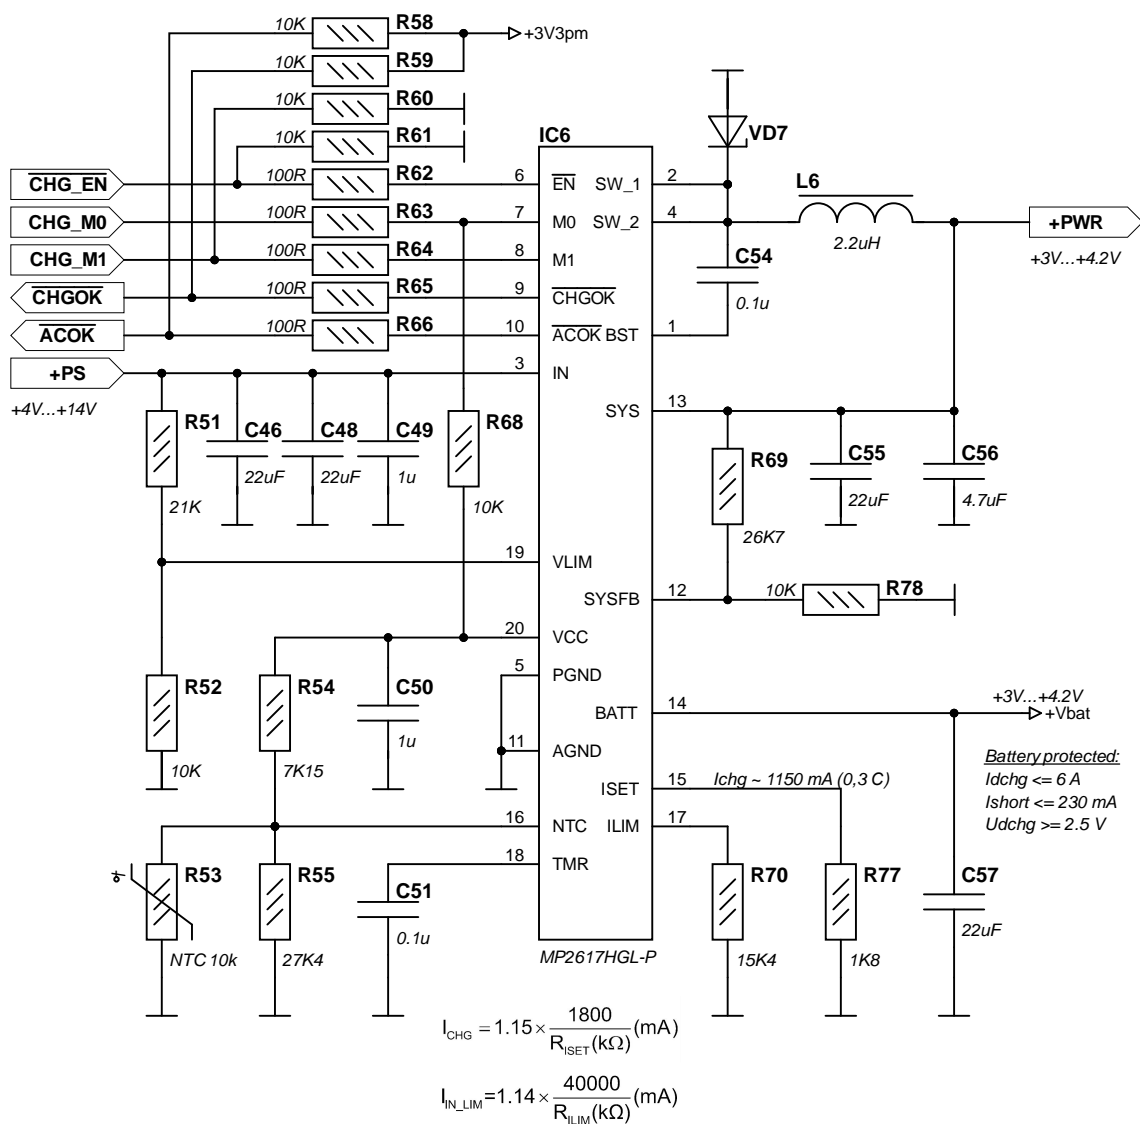 10K R58
+3V3pm
10K R59
10K R60
10K R61
IC6
VD7
CHG_EN 100R R62 6 EN SW_1 2
L6
CHG_M0 100R R63 7 M0 SW_2 4
+PWR
2.2uH
+3V...+4.2V
CHG_M1 100R R64 8 M1
C54
0.1u
CHGOK 100R R65 9 CHGOK
ACOK 100R R66 10 ACOK BST 1
+PS 3 IN
+4V...+14V
SYS 13
R51 C46 C48 C49 R68
22uF 22uF 1u
21K 10K
R69 C55 C56
22uF 4.7uF
26K7
19 VLIM
SYSFB 12 10K R78
20 VCC
5 PGND
R52 R54 C50
1u
10K 7K15
BATT 14
+3V...+4.2V
+Vbat
11 AGND
Battery protected:
Idchg <= 6 A
Ishort <= 230 mA
Udchg >= 2.5 V
ISET 15 Ichg ~ 1150 mA (0,3 C)
16 NTC ILIM 17
18 TMR
R53 R55 C51
0.1u
NTC 10k 27K4
R70 R77 C57
22uF
15K4 1K8
MP2617HGL-P
I_CHG = 1.15 × 1800 / R_ISET(kΩ) (mA)
I_IN_LIM = 1.14 × 40000 / R_ILIM(kΩ) (mA)